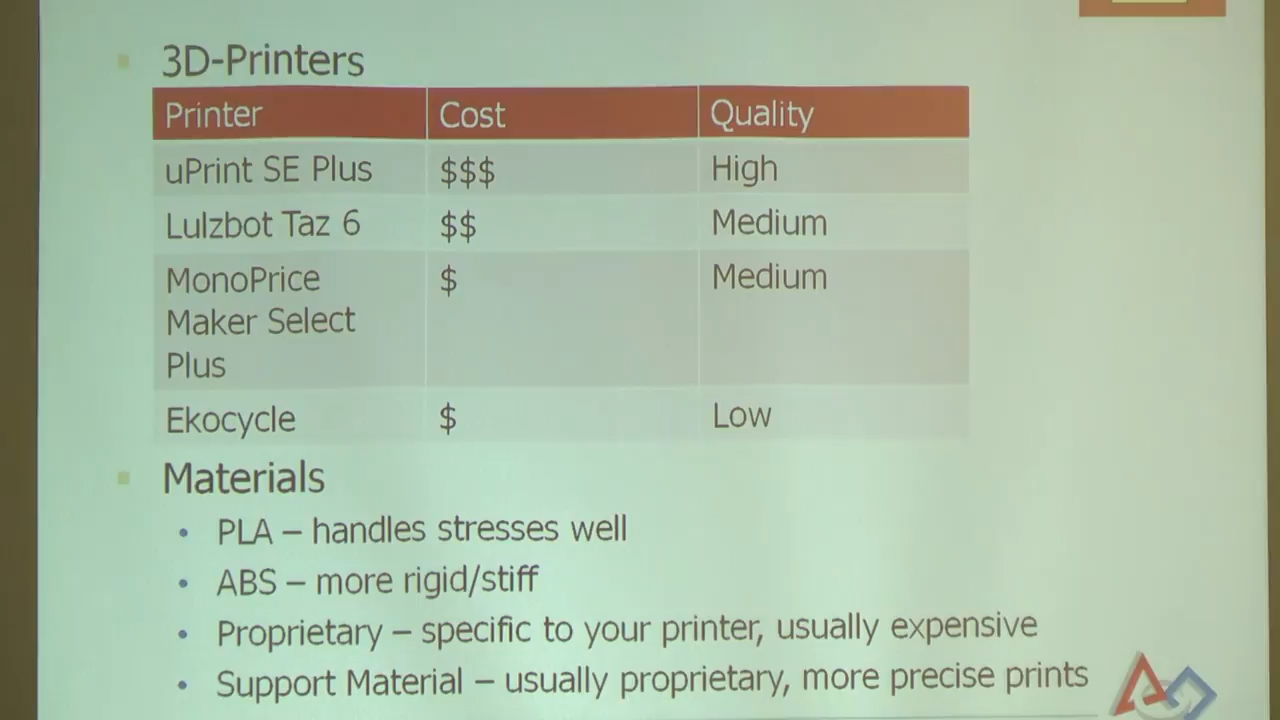 3D-Printers
Printer Cost Quality
uPrint SE Plus $$$ High
Lulzbot Taz 6 $$ Medium
MonoPrice $ Medium
Maker Select
Plus
Ekocycle $ Low
Materials
PLA – handles stresses well
ABS – more rigid/stiff
Proprietary – specific to your printer, usually expensive
Support Material – usually proprietary, more precise prints